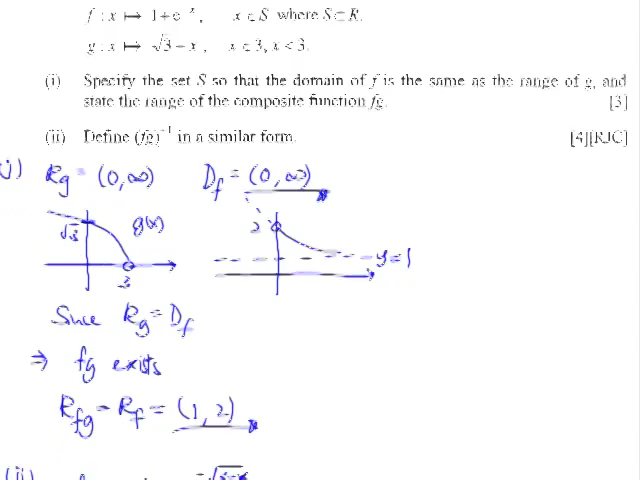 f : x ↦ 1+e⁻ˣ, x ∈ S where S⊂R.
g : x ↦ √3−x , x ∈ , x < 3.
(i) Specify the set S so that the domain of f is the same as the range of g, and
state the range of the composite function fg. [3]
(ii) Define (fg)⁻¹ in a similar form. [4][RJC]
(i) Rg = (0,∞) Df = (0,∞)
√3 g(x) 2
3 y=1
Since Rg = Df
⇒ fg exists
Rfg = Rf = (1,2)
(ii)